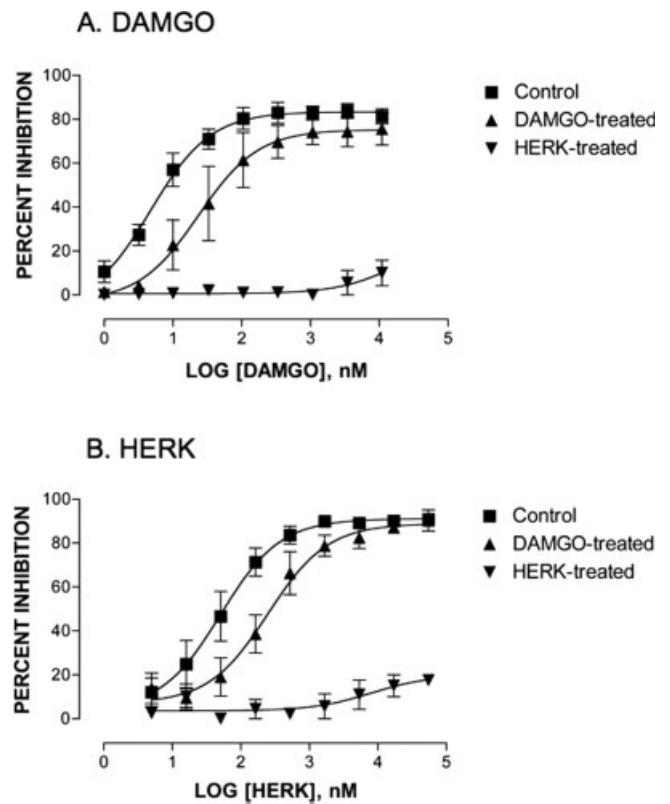 A. DAMGO
100
80
60
40
20
0
PERCENT INHIBITION
0 1 2 3 4 5
LOG [DAMGO], nM
Control
DAMGO-treated
HERK-treated
B. HERK
100
80
60
40
20
0
PERCENT INHIBITION
0 1 2 3 4 5
LOG [HERK], nM
Control
DAMGO-treated
HERK-treated